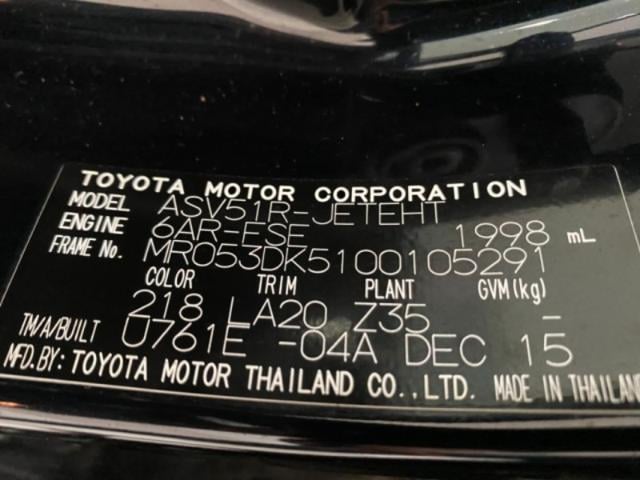 TOYOTA MOTOR CORPORATION
MODEL ASV51R-JETEHT
ENGINE 6AR-FSE 1998 mL
FRAME No. MR053DK5100105291
COLOR TRIM PLANT GVM(kg)
218 LA20 Z35 -
TM/A/BUILT U761E -04A DEC 15
MFD.BY: TOYOTA MOTOR THAILAND CO.,LTD. MADE IN THAILAND